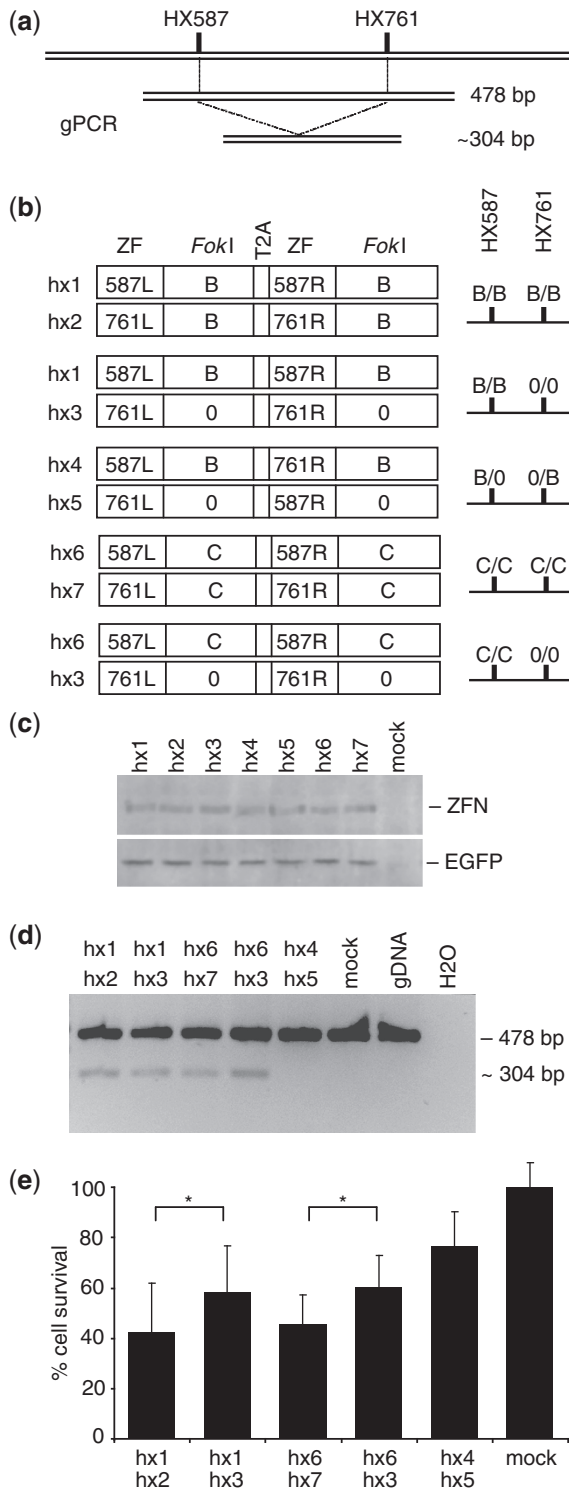 (a)
HX587 HX761
478 bp
gPCR
~304 bp
(b)
ZF FokI T2A ZF FokI HX587 HX761
hx1 587L B 587R B
B/B B/B
hx2 761L B 761R B
hx1 587L B 587R B
B/B 0/0
hx3 761L 0 761R 0
hx4 587L B 761R B
B/0 0/B
hx5 761L 0 587R 0
hx6 587L C 587R C
C/C C/C
hx7 761L C 761R C
hx6 587L C 587R C
C/C 0/0
hx3 761L 0 761R 0
(c)
hx1 hx2 hx3 hx4 hx5 hx6 hx7 mock
– ZFN
– EGFP
(d)
hx1 hx1 hx6 hx6 hx4
hx2 hx3 hx7 hx3 hx5 mock gDNA H2O
– 478 bp
~ 304 bp
(e)
% cell survival
100
80
60
40
20
0
* *
hx1 hx1 hx6 hx6 hx4 mock
hx2 hx3 hx7 hx3 hx5